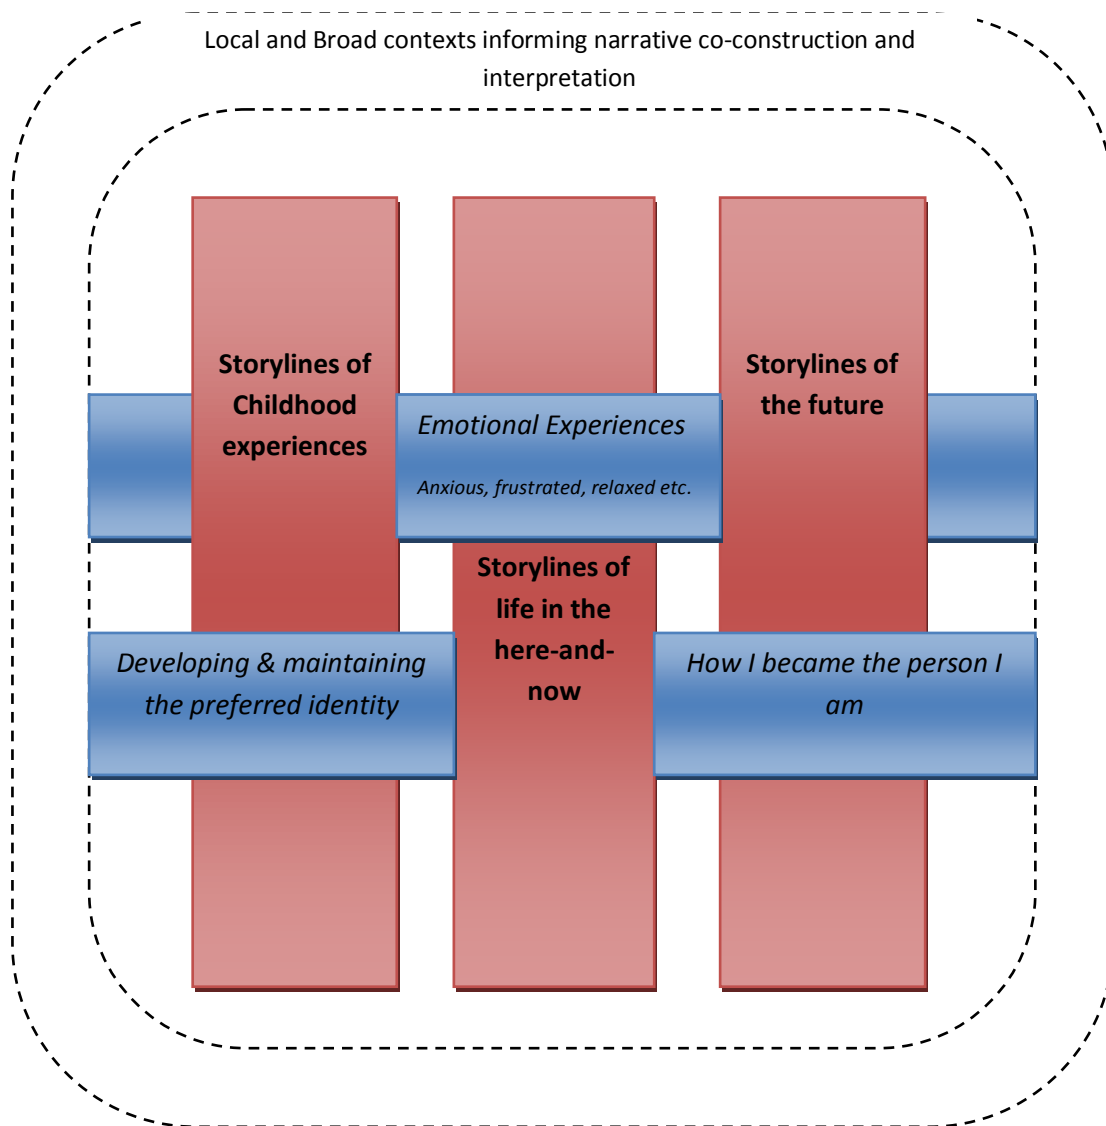 Local and Broad contexts informing narrative co-construction and
interpretation
Storylines of
Childhood
experiences
Storylines of
the future
Emotional Experiences
Anxious, frustrated, relaxed etc.
Storylines of
life in the
here-and-
now
Developing & maintaining
the preferred identity
How I became the person I
am